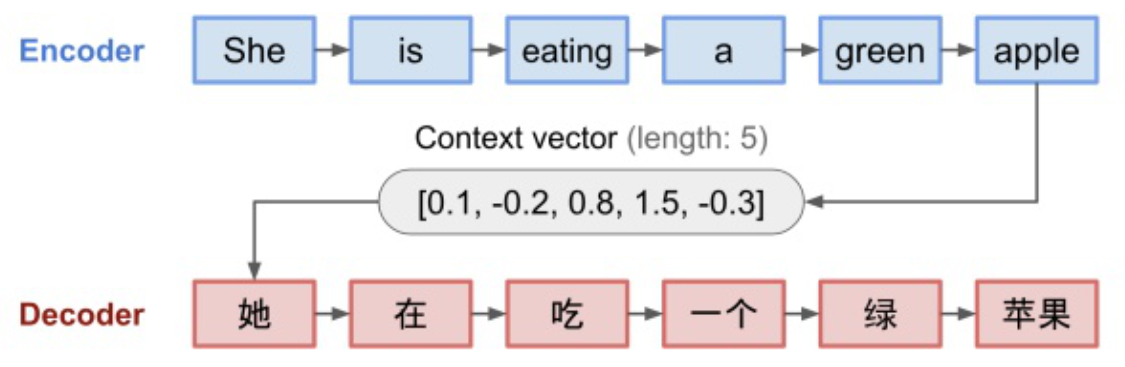 Encoder She is eating a green apple
Context vector (length: 5)
[0.1, -0.2, 0.8, 1.5, -0.3]
Decoder 她 在 吃 一个 绿 苹果